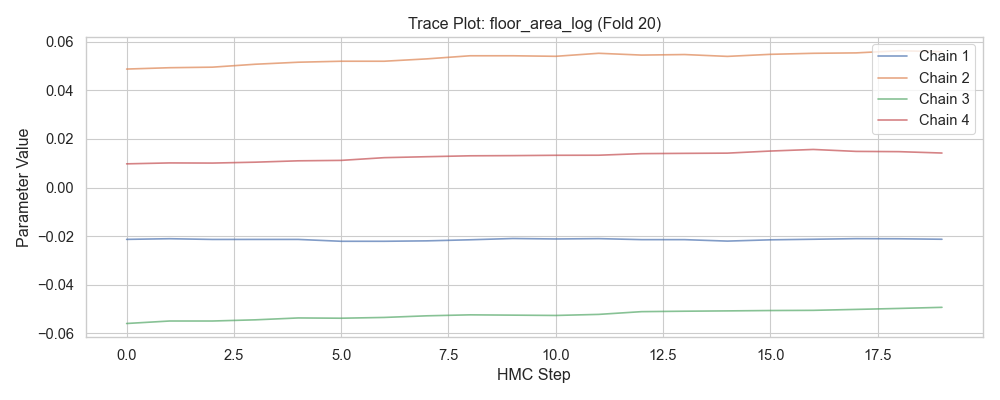 Trace Plot: floor_area_log (Fold 20)
Parameter Value
0.06
0.04
0.02
0.00
−0.02
−0.04
−0.06
Chain 1
Chain 2
Chain 3
Chain 4
0.0 2.5 5.0 7.5 10.0 12.5 15.0 17.5
HMC Step